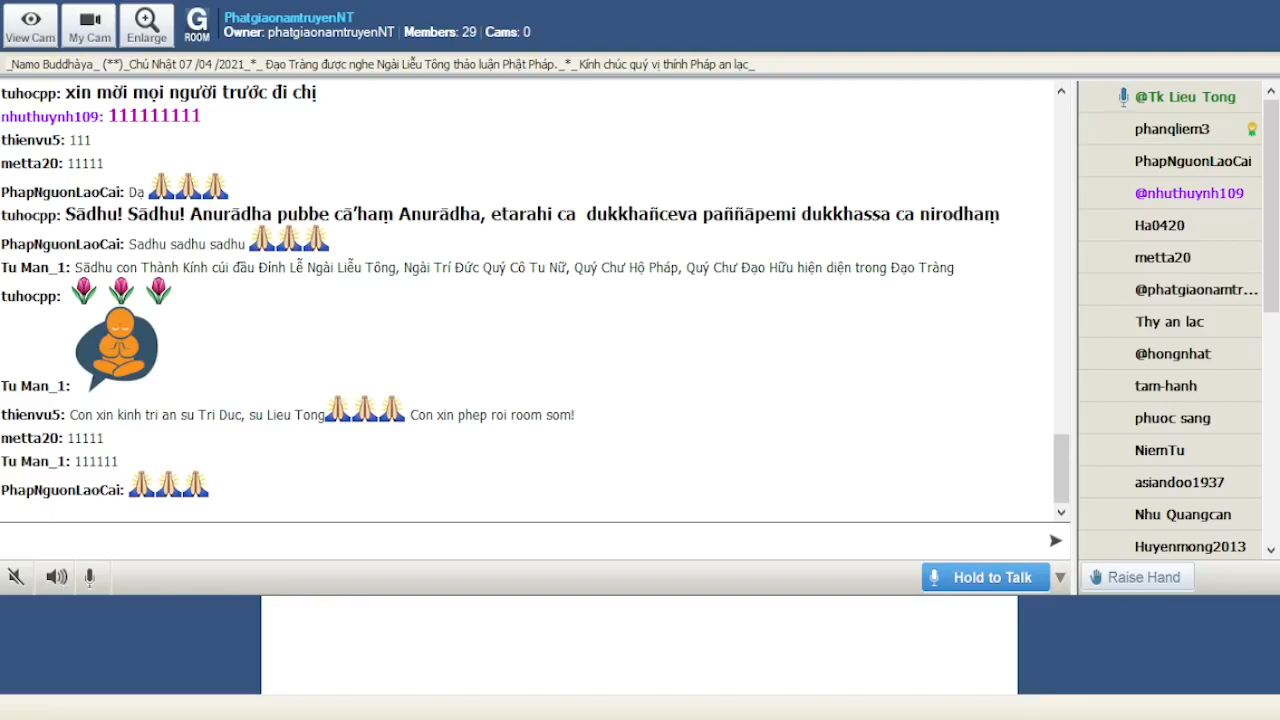 View Cam
My Cam
Enlarge
G
ROOM
PhatgiaonamtruyenNT
Owner: phatgiaonamtruyenNT | Members: 29 | Cams: 0
_Namo Buddhàya_ (**)_Chủ Nhật 07 /04 /2021_*_ Đạo Tràng được nghe Ngài Liễu Tông thảo luận Phật Pháp._*_ Kính chúc quý vị thính Pháp an lạc_
tuhocpp: xin mời mọi người trước đi chị
nhuthuynh109: 111111111
thienvu5: 111
metta20: 11111
PhapNguonLaoCai: Dạ
tuhocpp: Sādhu! Sādhu! Anurādha pubbe cā’haṃ Anurādha, etarahi ca dukkhañceva paññāpemi dukkhassa ca nirodhaṃ
PhapNguonLaoCai: Sadhu sadhu sadhu
Tu Man_1: Sādhu con Thành Kính cúi đầu Đỉnh Lễ Ngài Liễu Tông, Ngài Trí Đức Quý Cô Tu Nữ, Quý Chư Hộ Pháp, Quý Chư Đạo Hữu hiện diện trong Đạo Tràng
tuhocpp:
Tu Man_1:
thienvu5: Con xin kinh tri an su Tri Duc, su Lieu Tong Con xin phep roi room som!
metta20: 11111
Tu Man_1: 111111
PhapNguonLaoCai:
Hold to Talk
@Tk Lieu Tong
phanqliem3
PhapNguonLaoCai
@nhuthuynh109
Ha0420
metta20
@phatgiaonamtr...
Thy an lac
@hongnhat
tam-hanh
phuoc sang
NiemTu
asiandoo1937
Nhu Quangcan
Huyenmong2013
Raise Hand